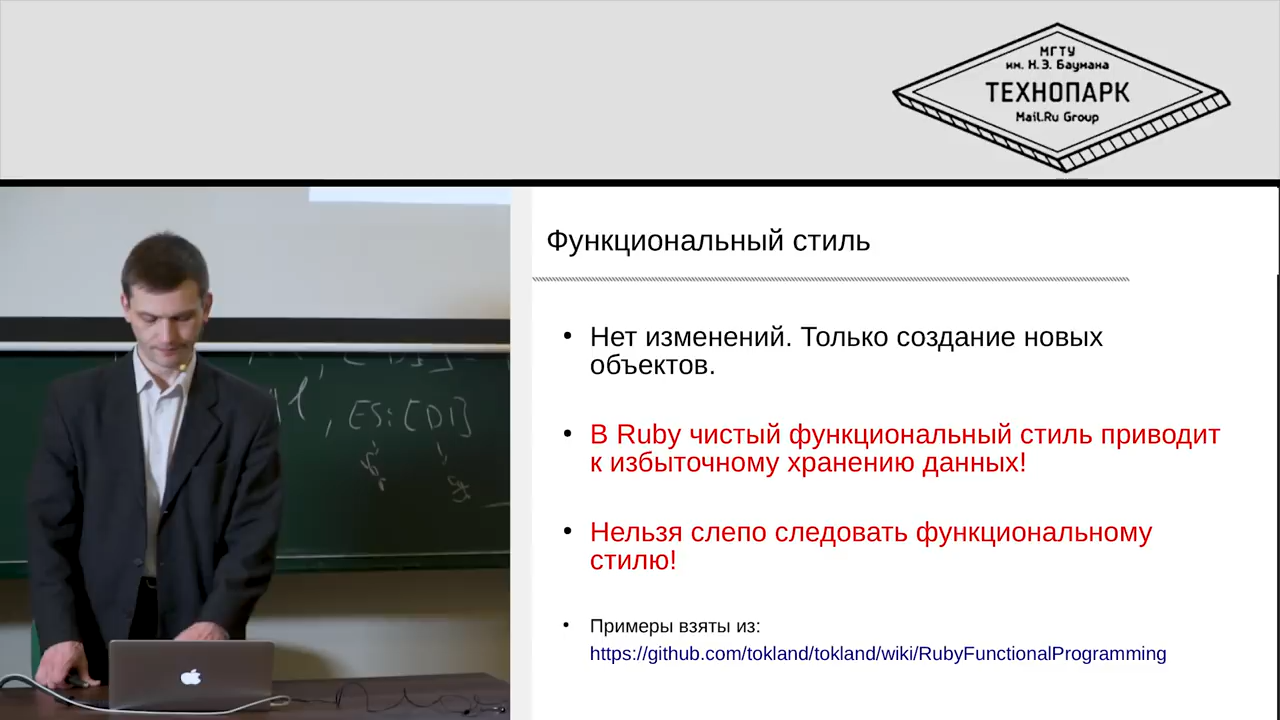 МГТУ
им. Н.Э. Баумана
ТЕХНОПАРК
Mail.Ru Group
Функциональный стиль
Нет изменений. Только создание новых
объектов.
В Ruby чистый функциональный стиль приводит
к избыточному хранению данных!
Нельзя слепо следовать функциональному
стилю!
Примеры взяты из:
https://github.com/tokland/tokland/wiki/RubyFunctionalProgramming
, ES: [D1]